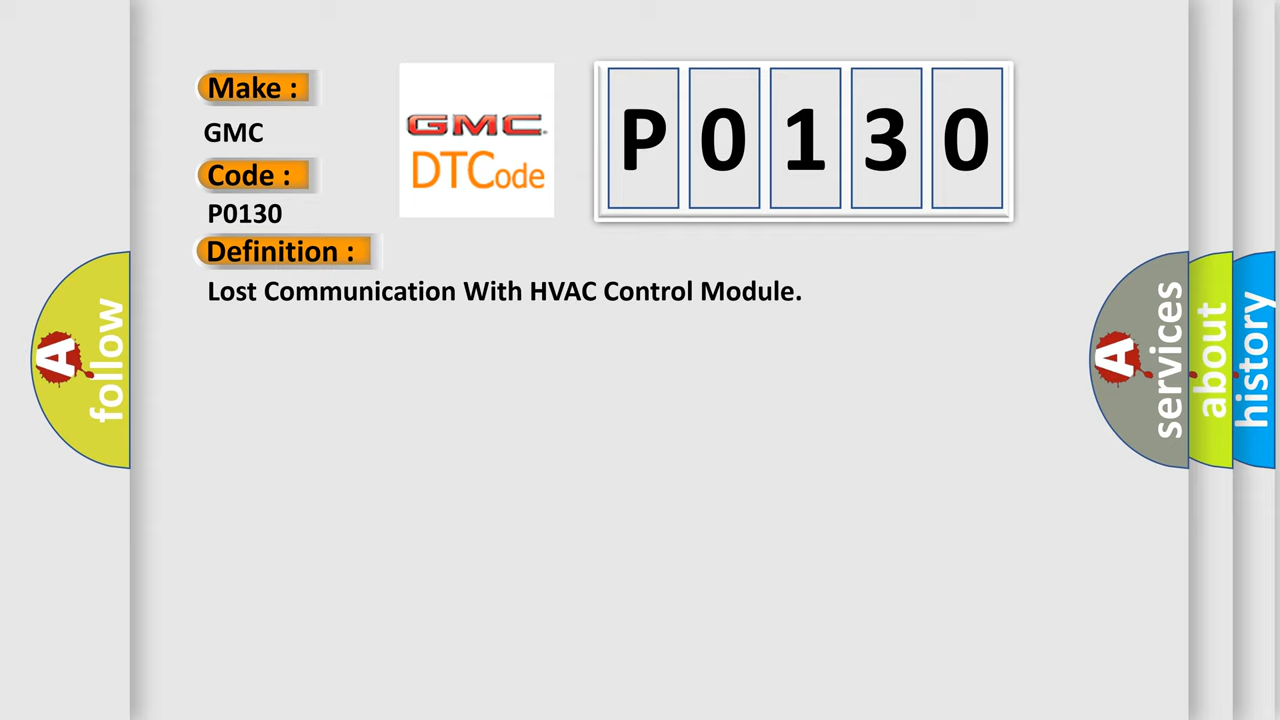 Make :
GMC
Code :
P0130
Definition :
Lost Communication With HVAC Control Module.
GMC
DTCode
P0130
A follow
A services
about
history